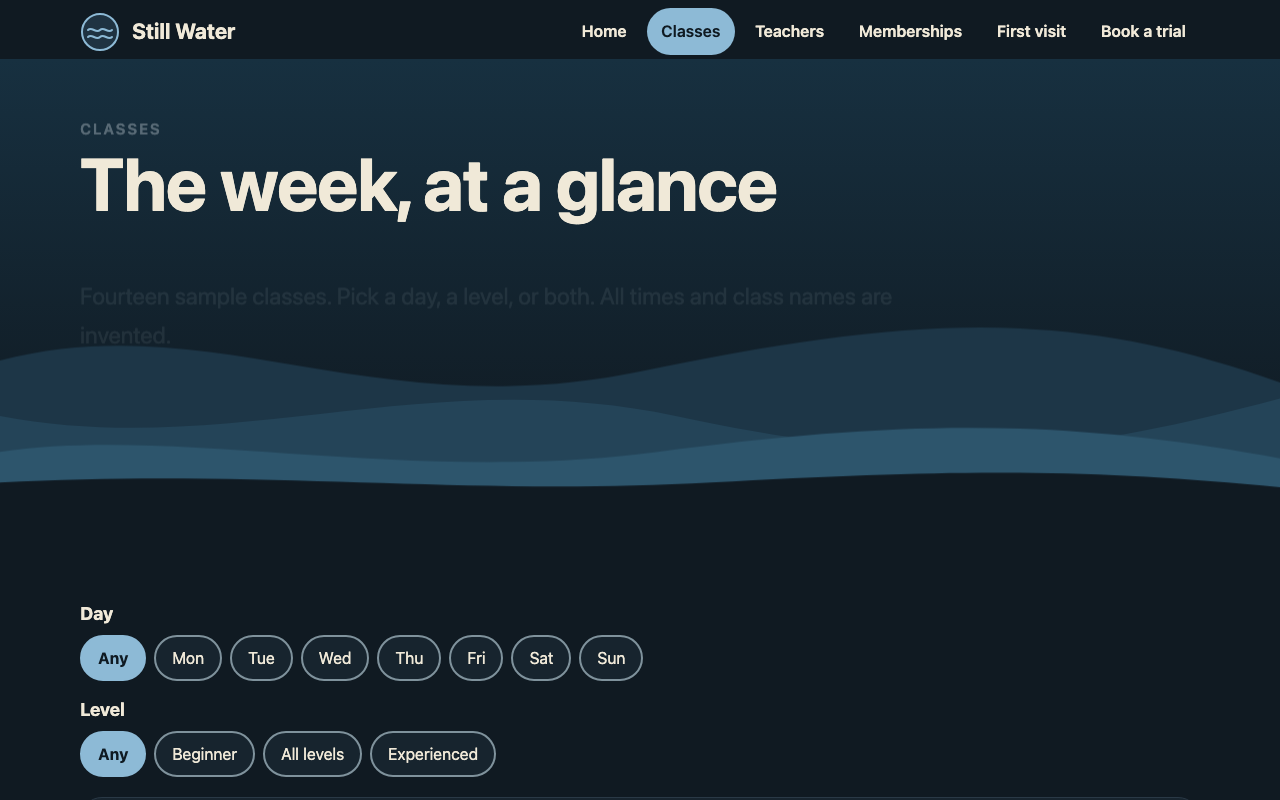 Still Water
Home Classes Teachers Memberships First visit Book a trial
CLASSES
The week, at a glance
Fourteen sample classes. Pick a day, a level, or both. All times and class names are
invented.
Day
Any Mon Tue Wed Thu Fri Sat Sun
Level
Any Beginner All levels Experienced